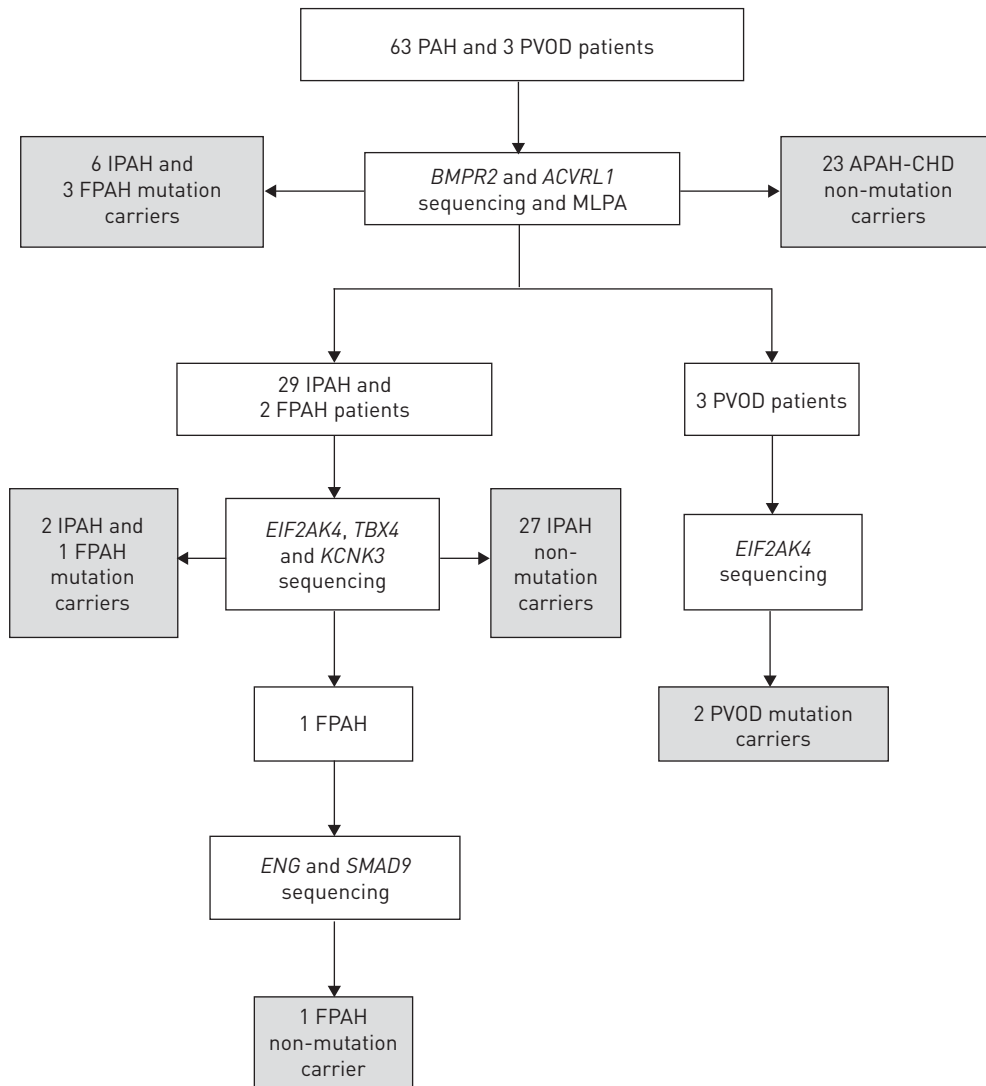 63 PAH and 3 PVOD patients
6 IPAH and
3 FPAH mutation
carriers
BMPR2 and ACVRL1
sequencing and MLPA
23 APAH-CHD
non-mutation
carriers
29 IPAH and
2 FPAH patients
3 PVOD patients
2 IPAH and
1 FPAH
mutation
carriers
EIF2AK4, TBX4
and KCNK3
sequencing
27 IPAH
non-
mutation
carriers
EIF2AK4
sequencing
1 FPAH
2 PVOD mutation
carriers
ENG and SMAD9
sequencing
1 FPAH
non-mutation
carrier